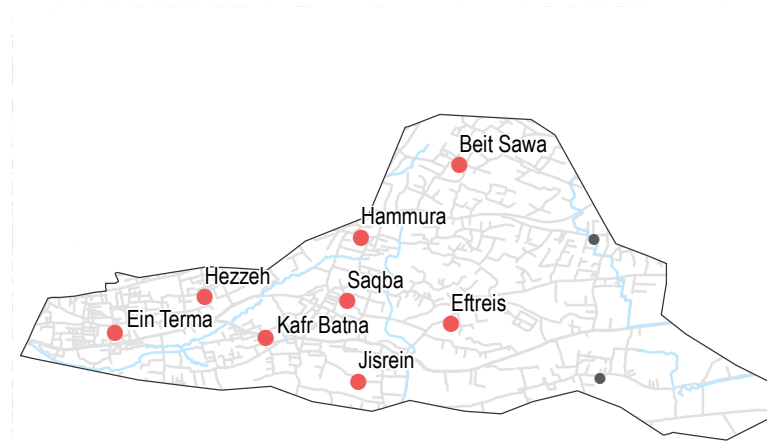 Beit Sawa
Hammura
Hezzeh
Saqba
Eftreis
Ein Terma
Kafr Batna
Jisrein